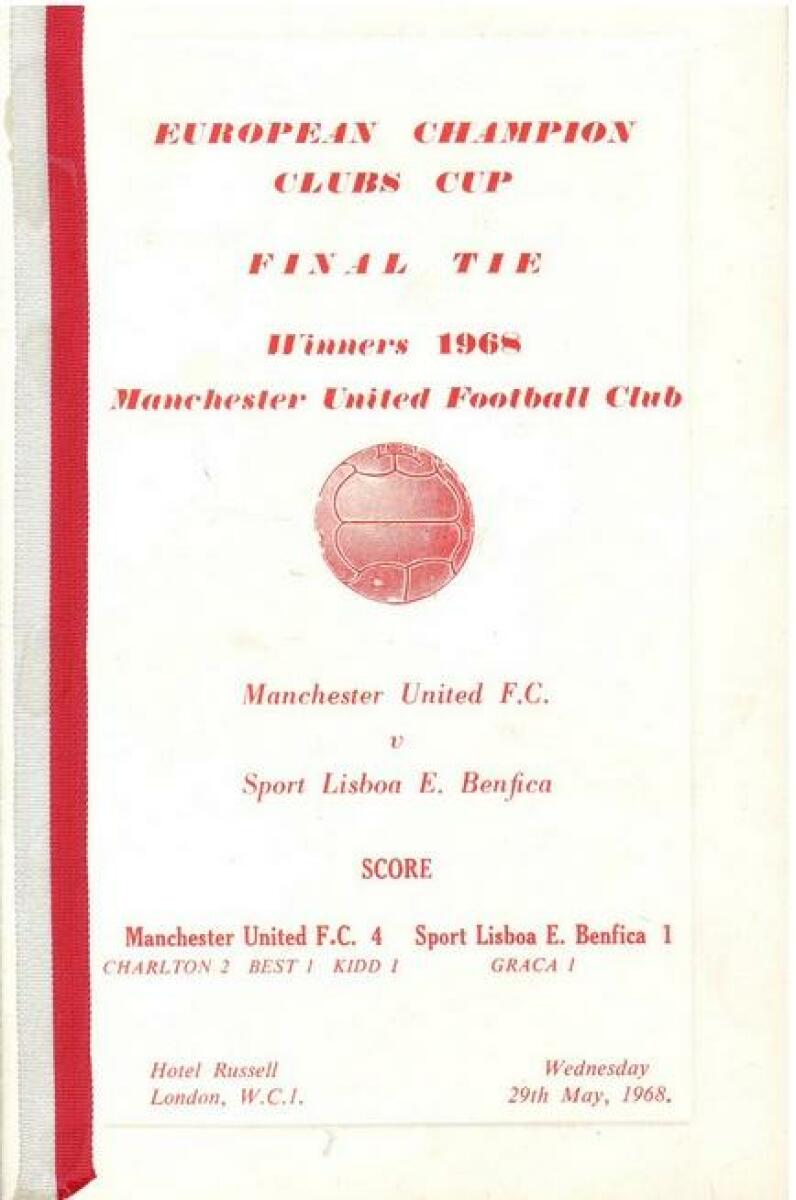 EUROPEAN CHAMPION
CLUBS CUP
FINAL TIE
Winners 1968
Manchester United Football Club
Manchester United F.C.
v
Sport Lisboa E. Benfica
SCORE
Manchester United F.C. 4 Sport Lisboa E. Benfica 1
CHARLTON 2 BEST 1 KIDD 1 GRACA 1
Hotel Russell Wednesday
London, W.C.1. 29th May, 1968.